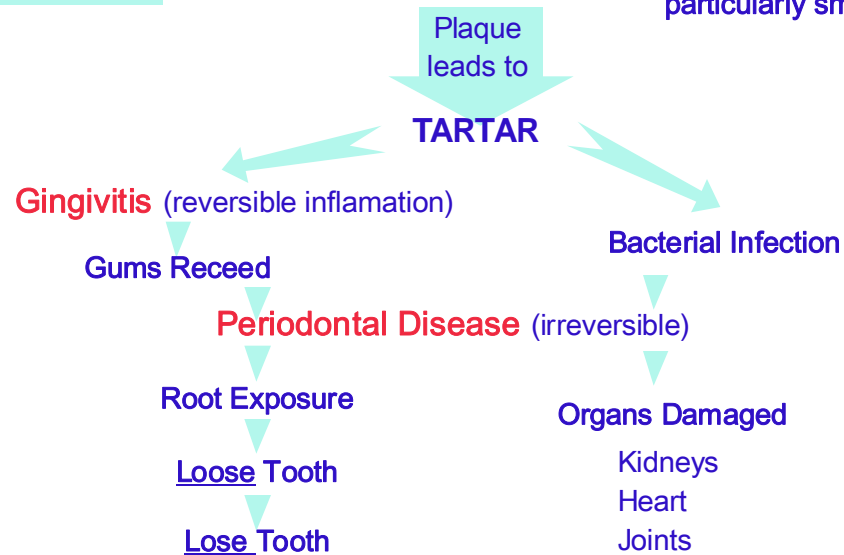 particularly
Plaque
leads to
TARTAR
Gingivitis (reversible inflamation)
Bacterial Infection
Gums Receed
Periodontal Disease (irreversible)
Root Exposure
Organs Damaged
Loose Tooth
Kidneys
Heart
Lose Tooth
Joints